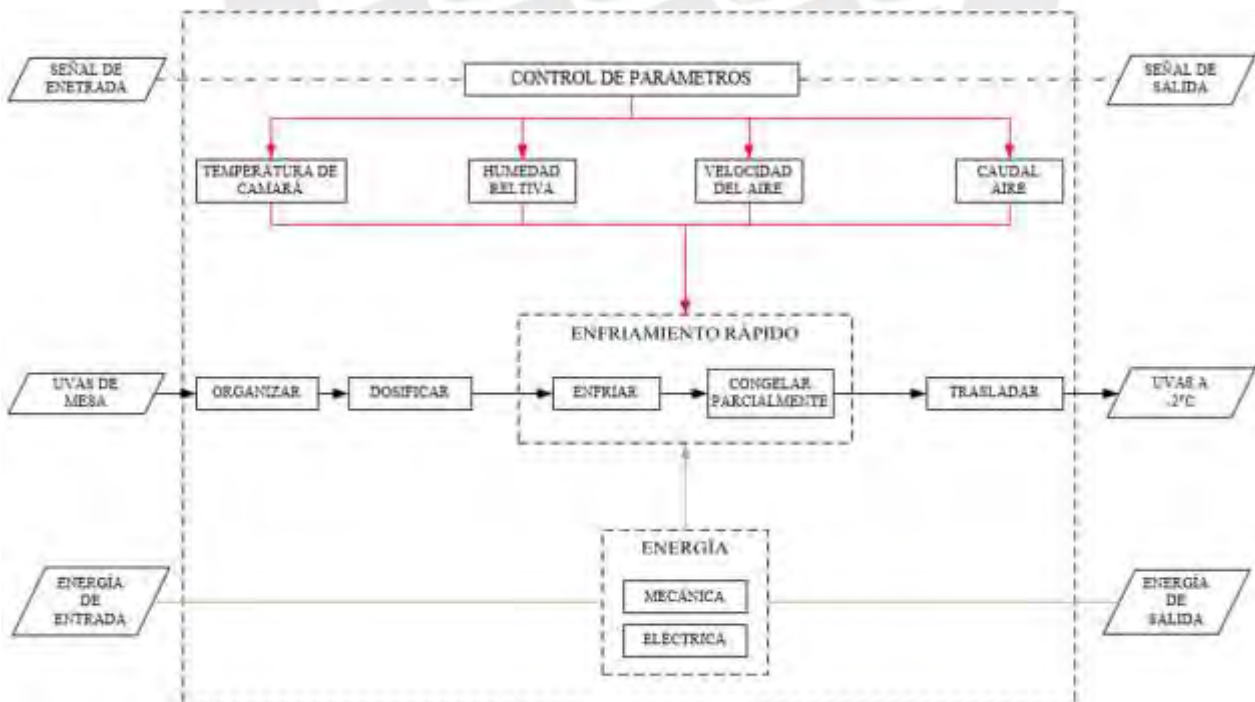 SEÑAL DE
ENETRADA
CONTROL DE PARÁMETROS
SEÑAL DE
SALIDA
TEMPERATURA DE
CAMARÁ
HUMEDAD
RELTIVA
VELOCIDAD
DEL AIRE
CAUDAL
AIRE
ENFRIAMIENTO RÁPIDO
UVAS DE
MESA
ORGANIZAR
DOSIFICAR
ENFRIAR
CONGELAR
PARCIALMENTE
TRASLADAR
UVAS A
-2°C
ENERGÍA
MECÁNICA
ELÉCTRICA
ENERGÍA
DE
ENTRADA
ENERGÍA
DE
SALIDA